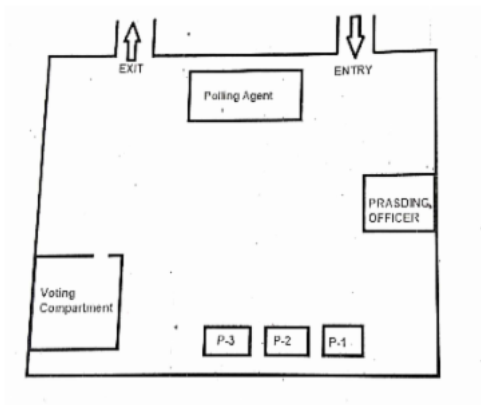 EXIT
ENTRY
Polling Agent
PRASDING
OFFICER
Voting
Compartment
P-3
P-2
P-1